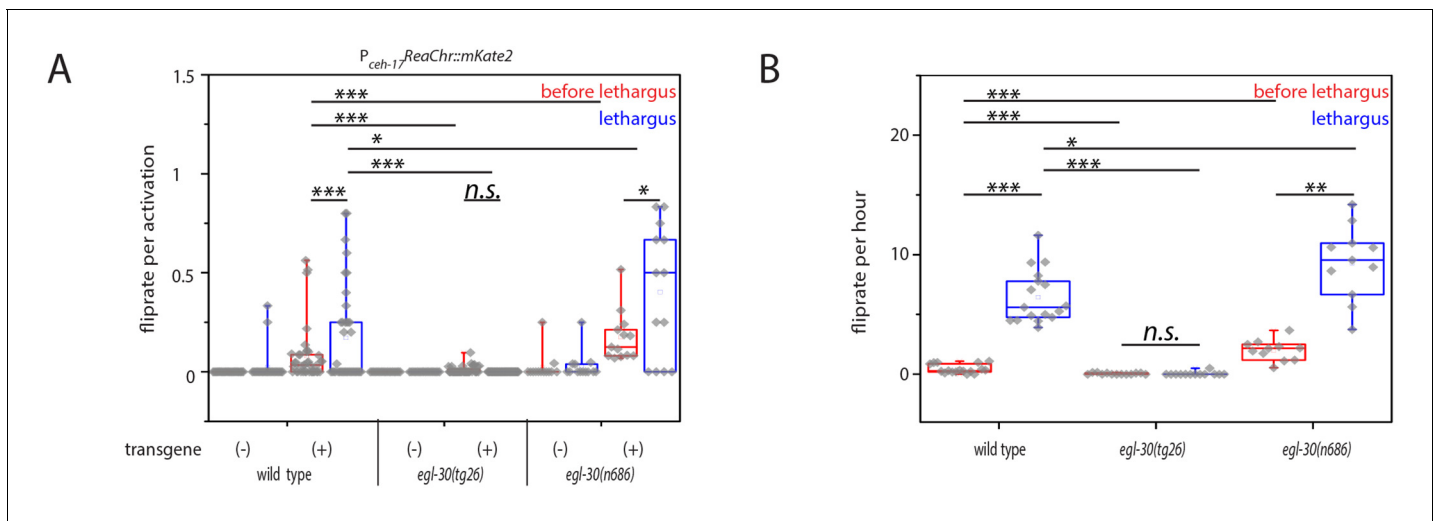 A
P ceh-17 ReaChr::mKate2
fliprate per activation
1.5
1
0.5
0
before lethargus
lethargus
***
***
*
***
***
n.s.
*
transgene (-) (+) (-) (+) (-) (+)
wild type egl-30(tg26) egl-30(n686)
B
fliprate per hour
20
10
0
before lethargus
lethargus
***
***
*
***
***
**
n.s.
wild type egl-30(tg26) egl-30(n686)